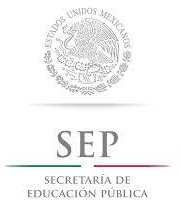 ESTADOS UNIDOS MEXICANOS
SEP
SECRETARÍA DE
EDUCACIÓN PÚBLICA